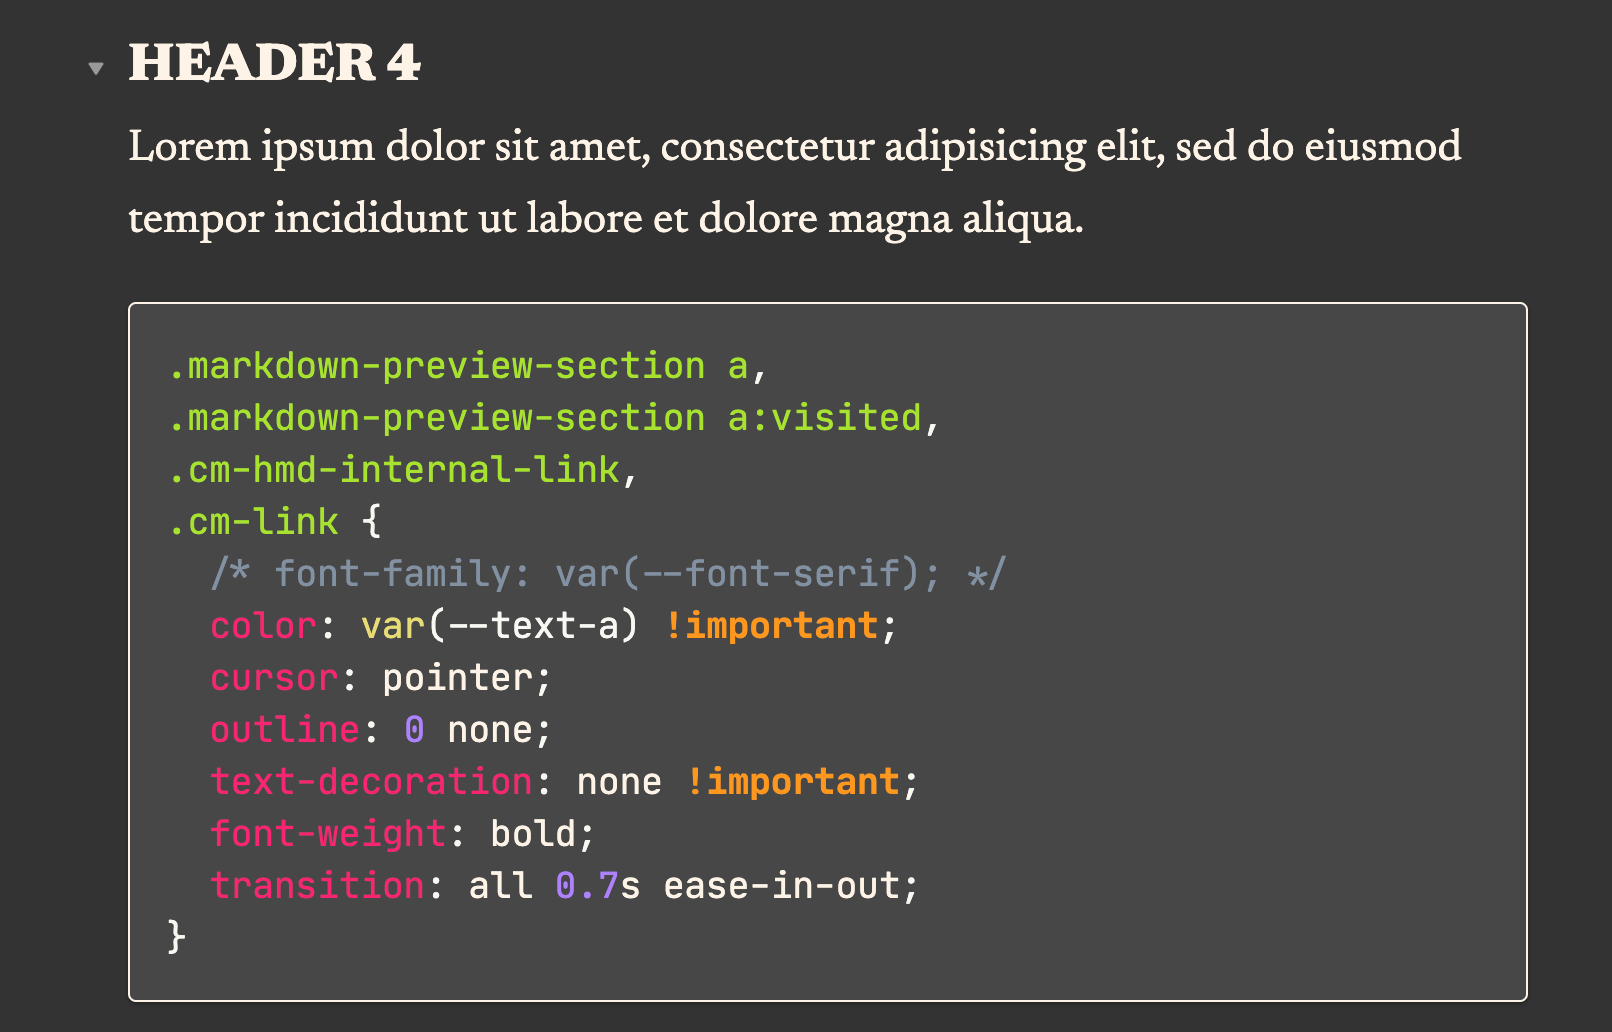 HEADER 4
Lorem ipsum dolor sit amet, consectetur adipisicing elit, sed do eiusmod
tempor incididunt ut labore et dolore magna aliqua.
.markdown-preview-section a,
.markdown-preview-section a:visited,
.cm-hmd-internal-link,
.cm-link {
  /* font-family: var(--font-serif); */
  color: var(--text-a) !important;
  cursor: pointer;
  outline: 0 none;
  text-decoration: none !important;
  font-weight: bold;
  transition: all 0.7s ease-in-out;
}